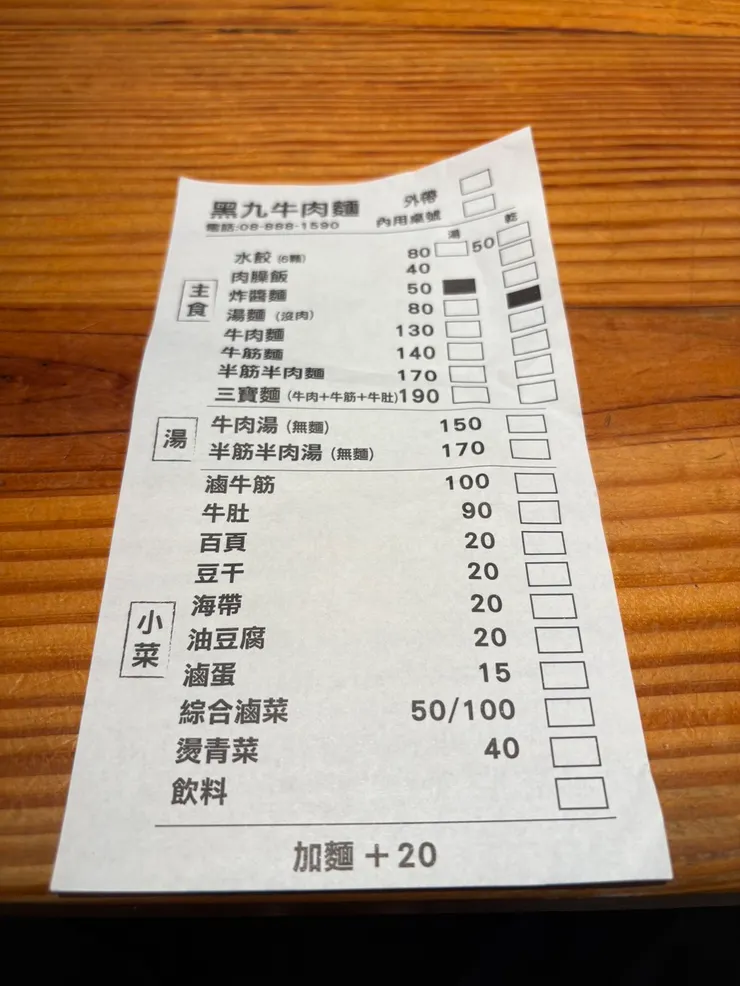 黑九牛肉麵 外帶
電話:08-888-1590 內用桌號
湯 乾
水餃 (6顆) 80 50
肉臊飯 40
主食
炸醬麵 50
湯麵 (沒肉) 80
牛肉麵 130
牛筋麵 140
半筋半肉麵 170
三寶麵 (牛肉+牛筋+牛肚) 190
湯
牛肉湯 (無麵) 150
半筋半肉湯 (無麵) 170
滷牛筋 100
牛肚 90
百頁 20
豆干 20
海帶 20
小菜
油豆腐 20
滷蛋 15
綜合滷菜 50/100
燙青菜 40
飲料
加麵 +20